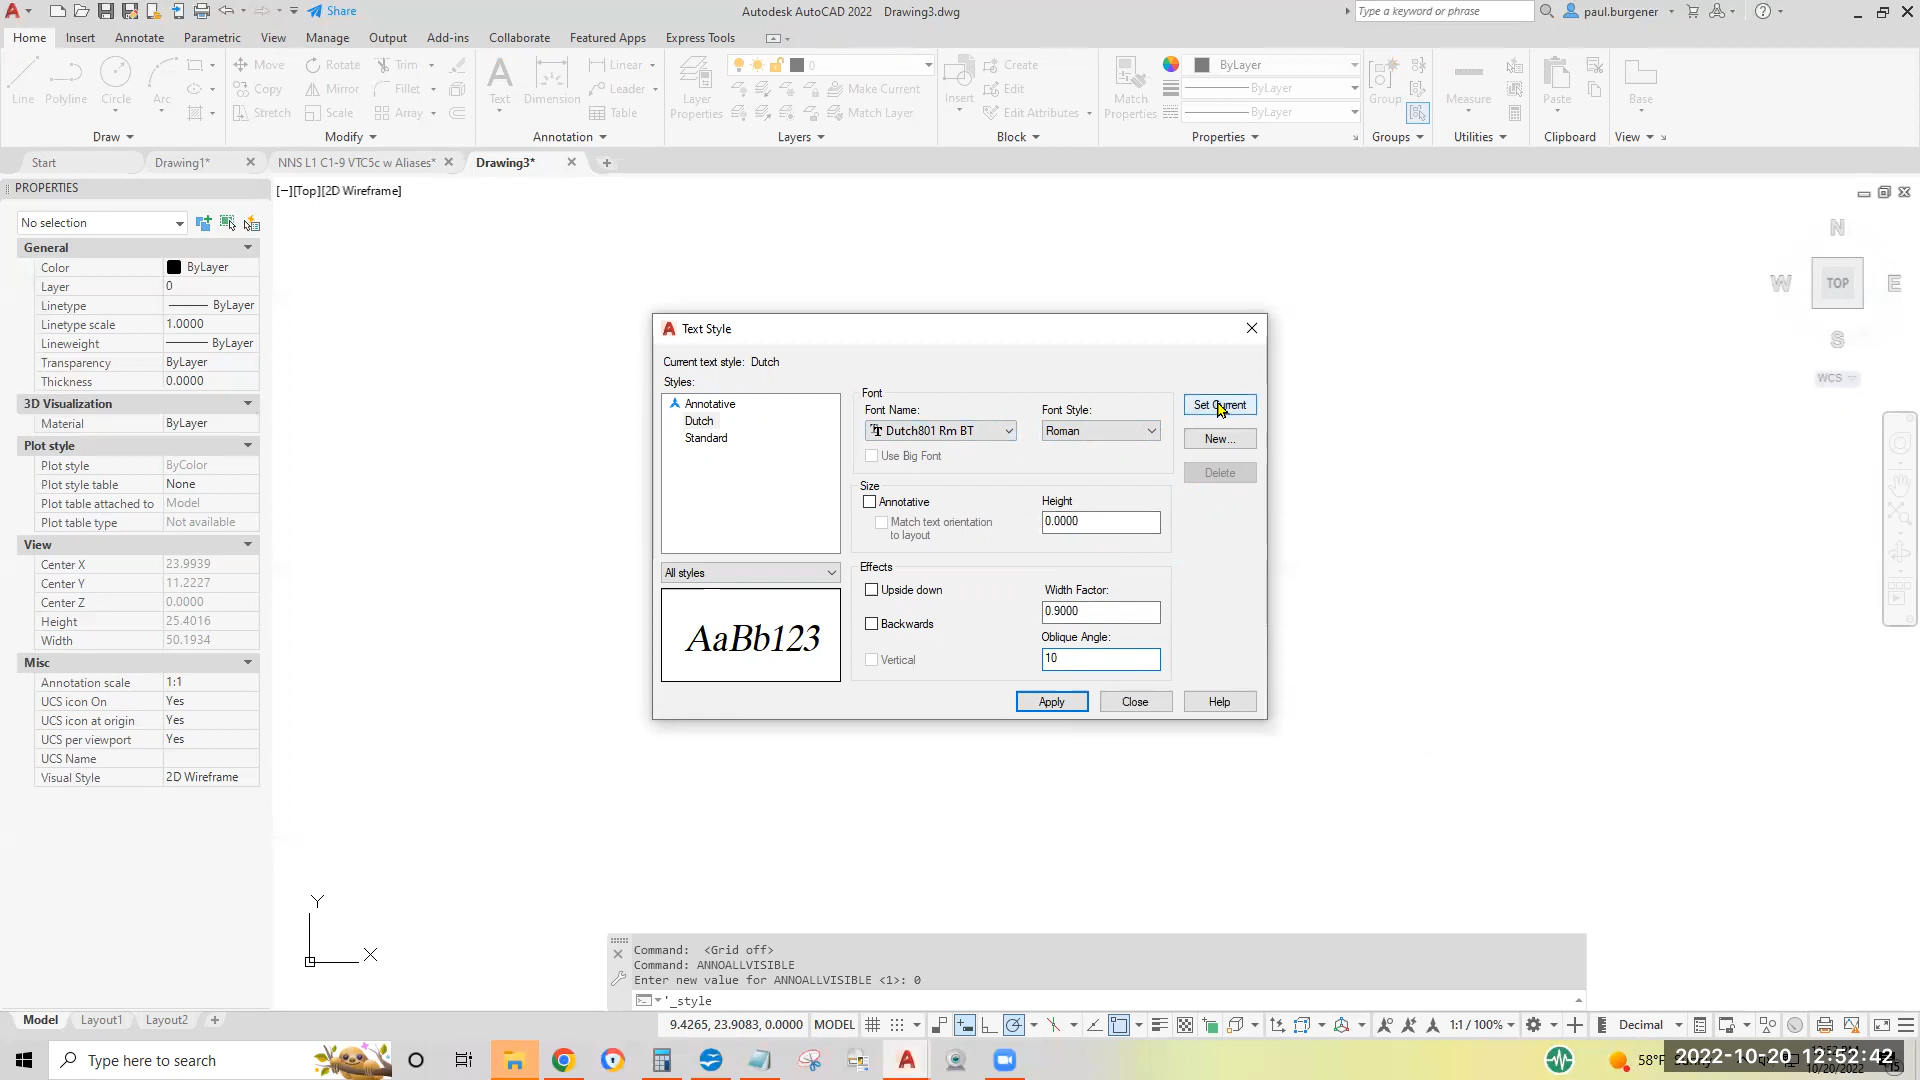 Share
Autodesk AutoCAD 2022 Drawing3.dwg
Type a keyword or phrase
paul.burgener
Home Insert Annotate Parametric View Manage Output Add-ins Collaborate Featured Apps Express Tools
Line Polyline Circle Arc
Move Rotate Trim
Copy Mirror Fillet
Stretch Scale Array
Text Dimension
Linear
Leader
Table
Layer Properties
0
Make Current
Match Layer
Insert
Create
Edit
Edit Attributes
Match Properties
ByLayer
ByLayer
ByLayer
Group
Measure
Paste
Base
Draw Modify Annotation Layers Block Properties Groups Utilities Clipboard View
Start Drawing1* NNS L1 C1-9 VTC5c w Aliases* Drawing3*
PROPERTIES
[−][Top][2D Wireframe]
No selection
General
Color ByLayer
Layer 0
Linetype ByLayer
Linetype scale 1.0000
Lineweight ByLayer
Transparency ByLayer
Thickness 0.0000
3D Visualization
Material ByLayer
Plot style
Plot style ByColor
Plot style table None
Plot table attached to Model
Plot table type Not available
View
Center X 23.9939
Center Y 11.2227
Center Z 0.0000
Height 25.4016
Width 50.1934
Misc
Annotation scale 1:1
UCS icon On Yes
UCS icon at origin Yes
UCS per viewport Yes
UCS Name
Visual Style 2D Wireframe
N
W TOP E
S
WCS
Text Style
Current text style: Dutch
Styles:
Annotative
Dutch
Standard
All styles
AaBb123
Font
Font Name: Font Style:
Dutch801 Rm BT Roman
Use Big Font
Set Current
New...
Delete
Size
Annotative
Match text orientation
to layout
Height
0.0000
Effects
Upside down
Backwards
Vertical
Width Factor:
0.9000
Oblique Angle:
10
Apply Close Help
Y
X
Command: <Grid off>
Command: ANNOALLVISIBLE
Enter new value for ANNOALLVISIBLE <1>: 0
'_style
Model Layout1 Layout2
9.4265, 23.9083, 0.0000 MODEL 1:1 / 100% Decimal
Type here to search
58°F
2022-10-20 12:52:42
10/20/2022